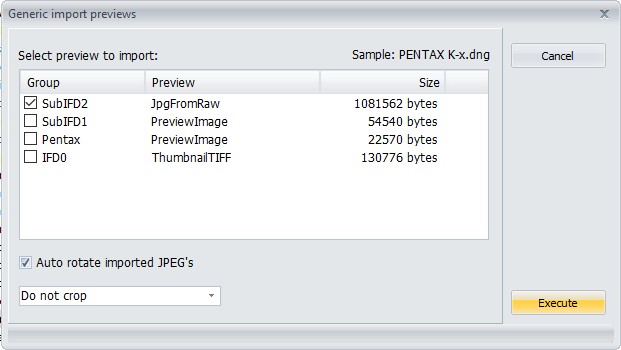 Generic import previews
Select preview to import: Sample: PENTAX K-x.dng Cancel
Group Preview Size
SubIFD2 JpgFromRaw 1081562 bytes
SubIFD1 PreviewImage 54540 bytes
Pentax PreviewImage 22570 bytes
IFD0 ThumbnailTIFF 130776 bytes
Auto rotate imported JPEG's
Do not crop Execute